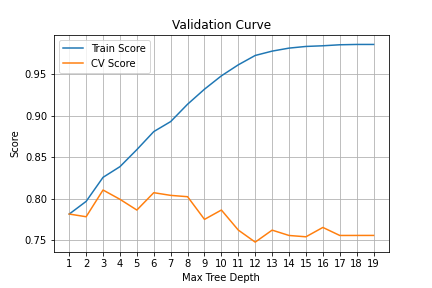 Validation Curve
Train Score
CV Score
0.95
0.90
0.85
0.80
0.75
Score
1 2 3 4 5 6 7 8 9 10 11 12 13 14 15 16 17 18 19
Max Tree Depth